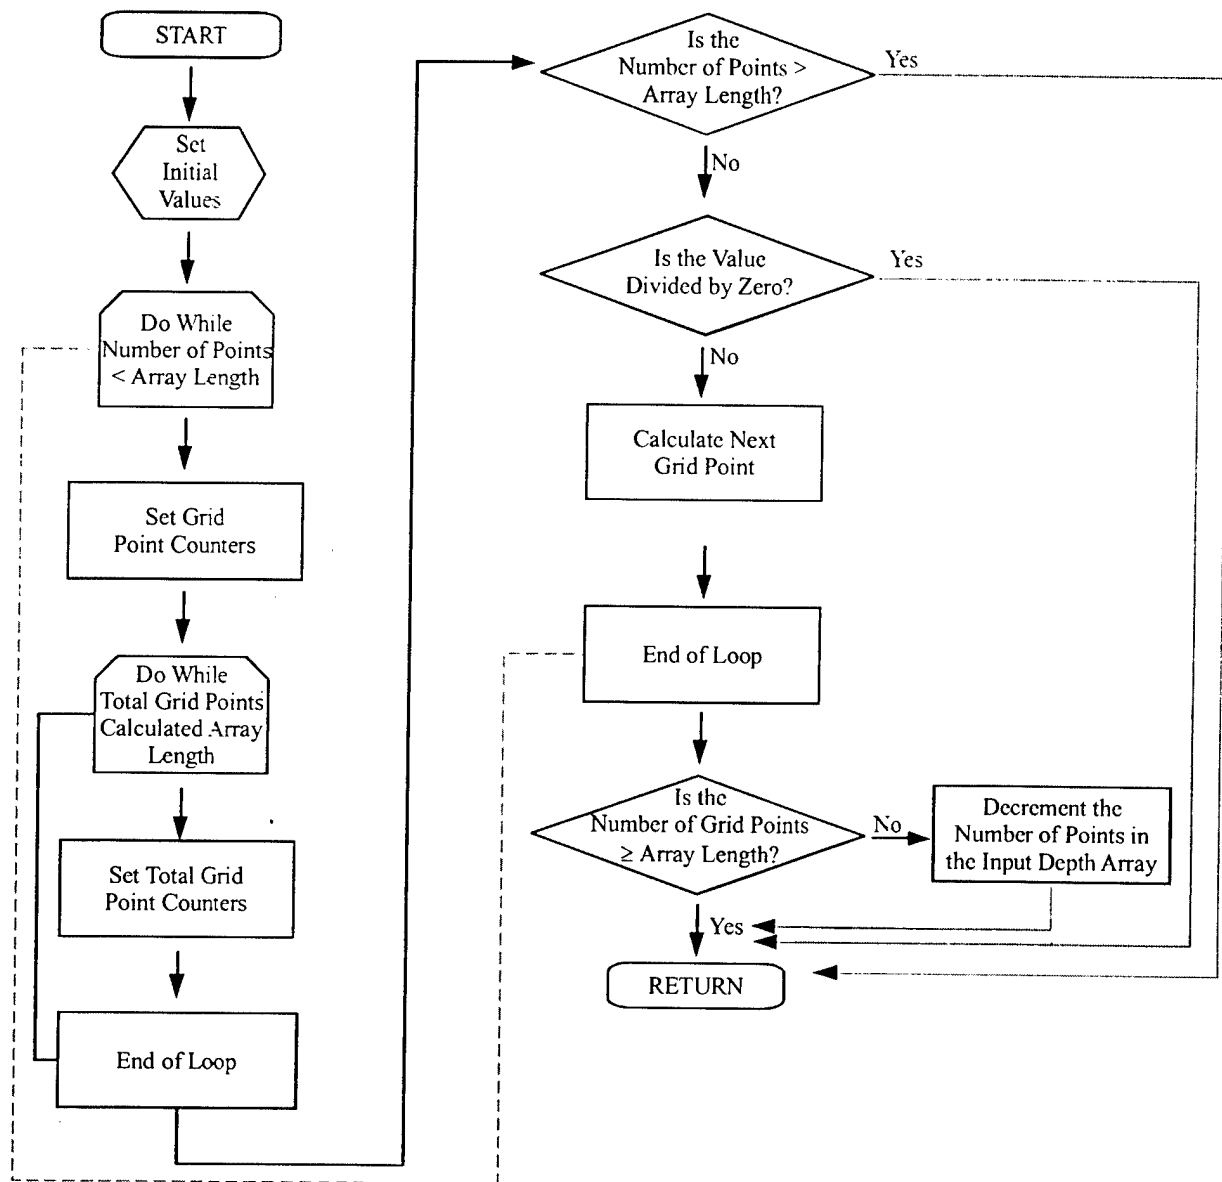 START
Set
Initial
Values
Do While
Number of Points
< Array Length
Set Grid
Point Counters
Do While
Total Grid Points
Calculated Array
Length
Set Total Grid
Point Counters
End of Loop
Is the
Number of Points >
Array Length?
Yes
No
Is the Value
Divided by Zero?
Yes
No
Calculate Next
Grid Point
End of Loop
Is the
Number of Grid Points
≥ Array Length?
No
Decrement the
Number of Points in
the Input Depth Array
Yes
RETURN